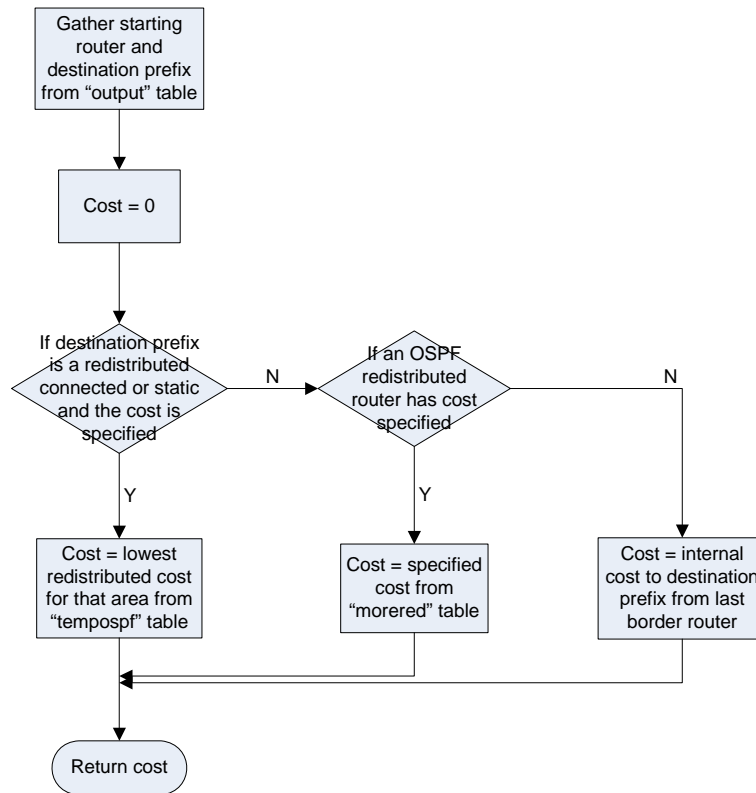 Gather starting
router and
destination prefix
from “output” table
Cost = 0
If destination prefix
is a redistributed
connected or static
and the cost is
specified
N
If an OSPF
redistributed
router has cost
specified
N
Y
Y
Cost = lowest
redistributed cost
for that area from
“tempospf” table
Cost = specified
cost from
“morered” table
Cost = internal
cost to destination
prefix from last
border router
Return cost